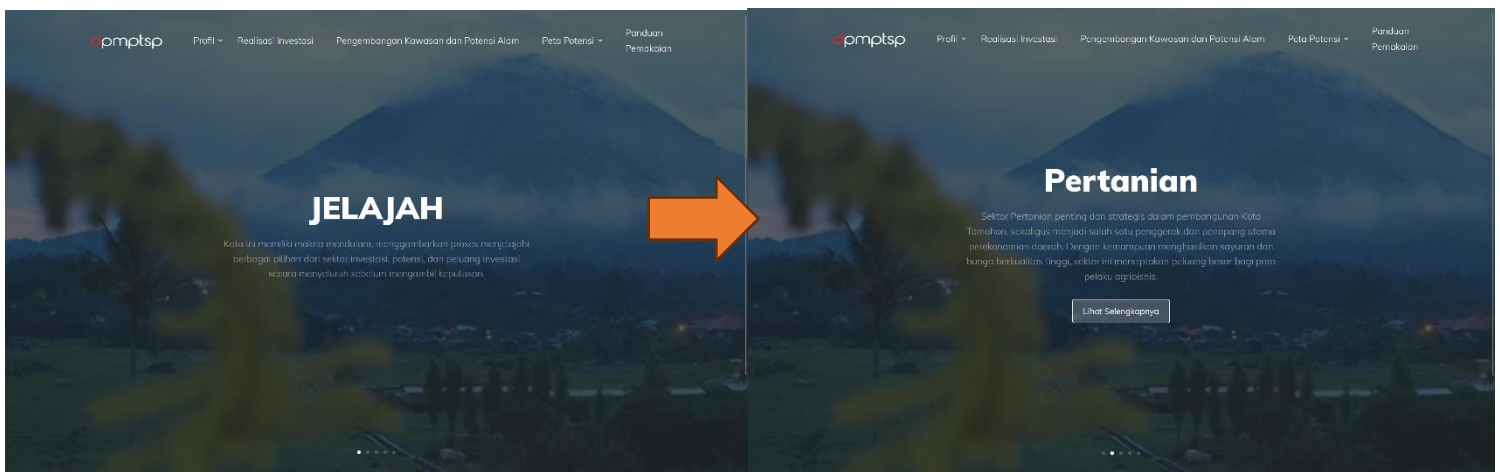 dpmptsp
Profil
Realisasi Investasi
Pengembangan Kawasan dan Potensi Alam
Peta Potensi
Panduan
Pemakaian
JELAJAH
Kata ini memiliki makna mendalam, menggambarkan proses menjelajahi
berbagai pilihan dari sektor investasi, potensi, dan peluang investasi
secara menyeluruh sebelum mengambil keputusan.
dpmptsp
Profil
Realisasi Investasi
Pengembangan Kawasan dan Potensi Alam
Peta Potensi
Panduan
Pemakaian
Pertanian
Sektor Pertanian penting dan strategis dalam pembangunan Kota
Tomohon, sekaligus menjadi salah satu penggerak dan penopang utama
perekonomian daerah. Dengan kemampuan menghasilkan sayuran dan
bunga berkualitas tinggi, sektor ini menciptakan peluang besar bagi para
pelaku agribisnis.
Lihat Selengkapnya